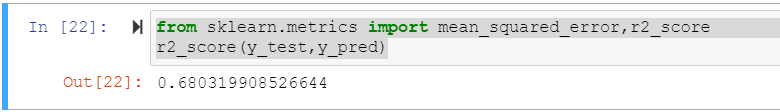 In [22]: from sklearn.metrics import mean_squared_error,r2_score
r2_score(y_test,y_pred)
Out[22]: 0.680319908526644